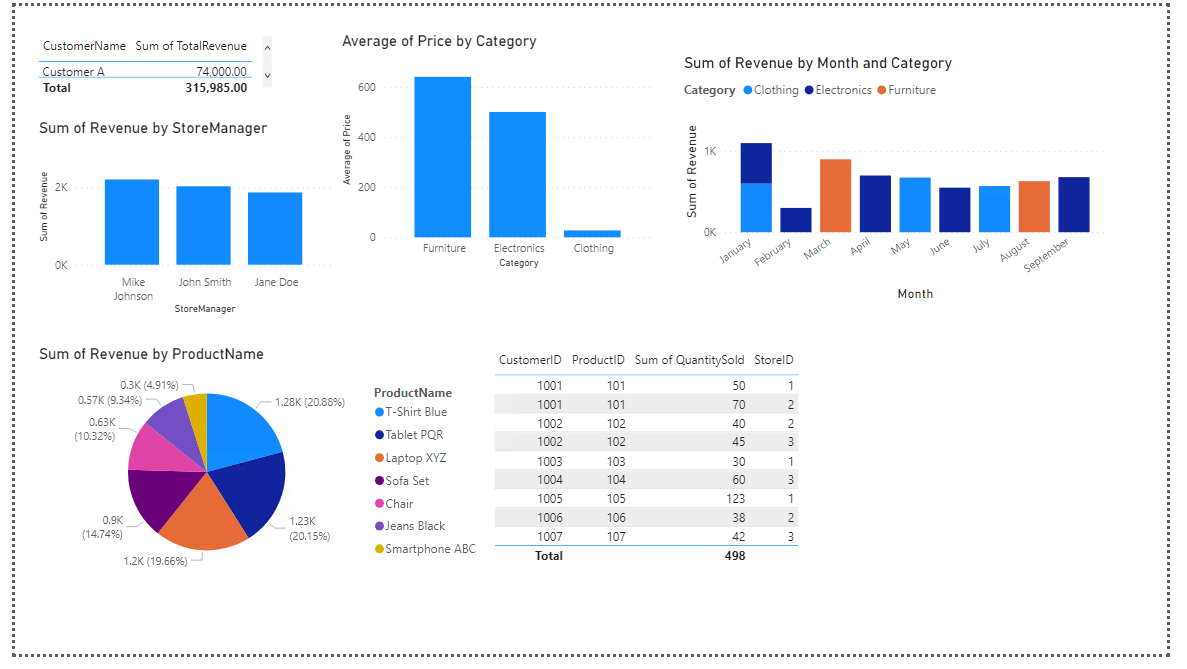 CustomerName Sum of TotalRevenue
Customer A 74,000.00
Total 315,985.00
Sum of Revenue by StoreManager
Sum of Revenue
2K
0K
Mike Johnson
John Smith
Jane Doe
StoreManager
Average of Price by Category
Average of Price
600
400
200
0
Furniture
Electronics
Clothing
Category
Sum of Revenue by Month and Category
Category Clothing Electronics Furniture
Sum of Revenue
1K
0K
January
February
March
April
May
June
July
August
September
Month
Sum of Revenue by ProductName
1.28K (20.88%)
1.23K
(20.15%)
1.2K (19.66%)
0.9K
(14.74%)
0.63K
(10.32%)
0.57K (9.34%)
0.3K (4.91%)
ProductName
T-Shirt Blue
Tablet PQR
Laptop XYZ
Sofa Set
Chair
Jeans Black
Smartphone ABC
CustomerID ProductID Sum of QuantitySold StoreID
1001 101 50 1
1001 101 70 2
1002 102 40 2
1002 102 45 3
1003 103 30 1
1004 104 60 3
1005 105 123 1
1006 106 38 2
1007 107 42 3
Total 498